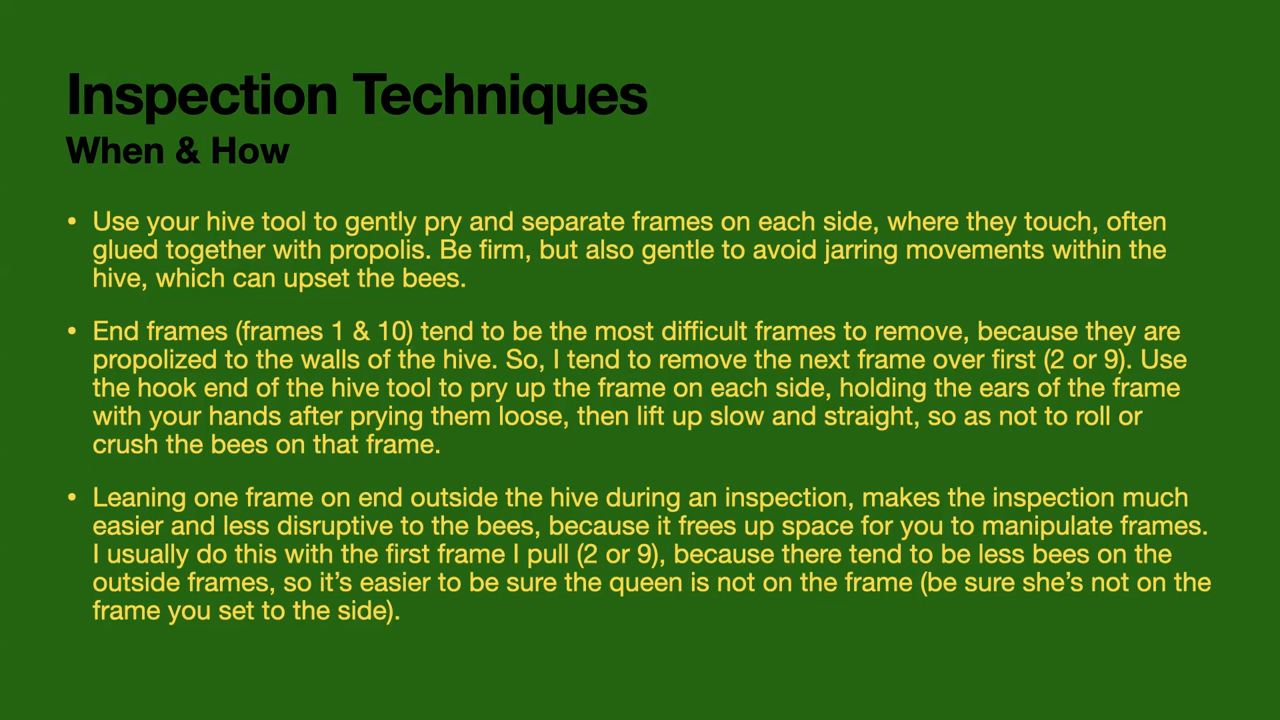 Inspection Techniques
When & How
• Use your hive tool to gently pry and separate frames on each side, where they touch, often
glued together with propolis. Be firm, but also gentle to avoid jarring movements within the
hive, which can upset the bees.
• End frames (frames 1 & 10) tend to be the most difficult frames to remove, because they are
propolized to the walls of the hive. So, I tend to remove the next frame over first (2 or 9). Use
the hook end of the hive tool to pry up the frame on each side, holding the ears of the frame
with your hands after prying them loose, then lift up slow and straight, so as not to roll or
crush the bees on that frame.
• Leaning one frame on end outside the hive during an inspection, makes the inspection much
easier and less disruptive to the bees, because it frees up space for you to manipulate frames.
I usually do this with the first frame I pull (2 or 9), because there tend to be less bees on the
outside frames, so it’s easier to be sure the queen is not on the frame (be sure she’s not on the
frame you set to the side).